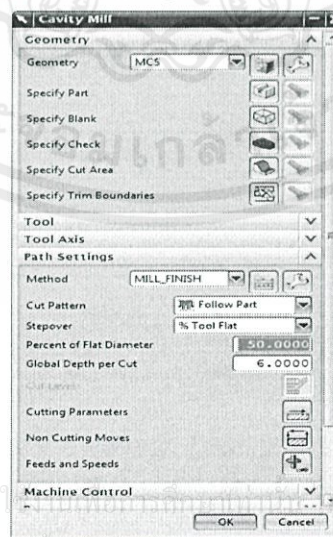 Cavity Mill
Geometry
Geometry MCS
Specify Part
Specify Blank
Specify Check
Specify Cut Area
Specify Trim Boundaries
Tool
Tool Axis
Path Settings
Method MILL_FINISH
Cut Pattern Follow Part
Stepover % Tool Flat
Percent of Flat Diameter 50.0000
Global Depth per Cut 6.0000
Cut Levels
Cutting Parameters
Non Cutting Moves
Feeds and Speeds
Machine Control
OK Cancel